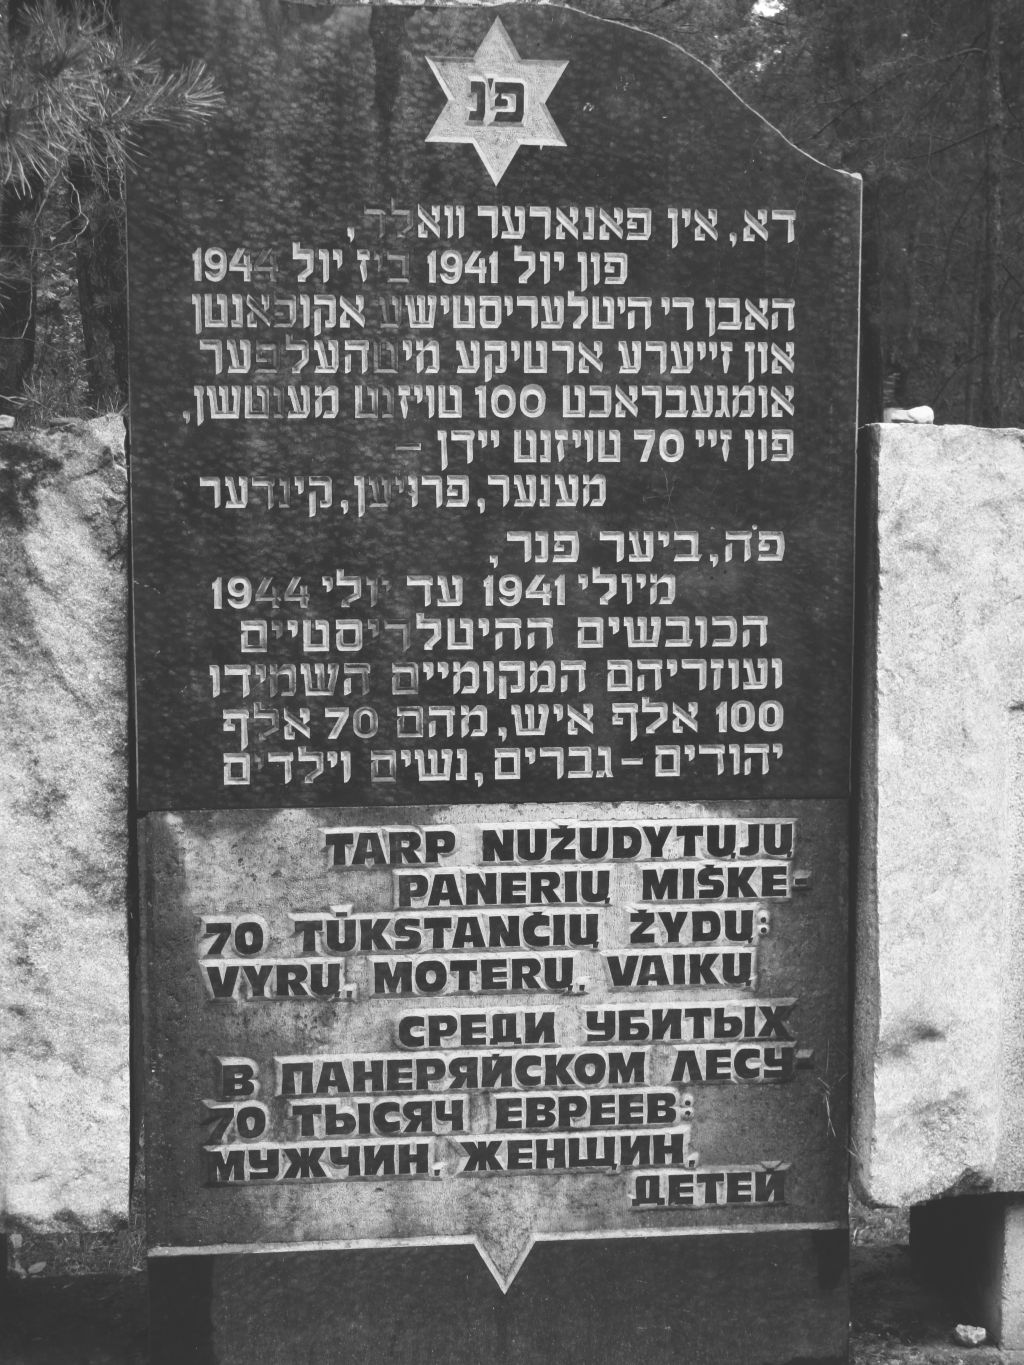 פ"נ
דא, אין פאנארער וואלד,
פון יול 1941 ביז יול 1944
האבן די היטלעריסטישע אקופאנטן
און זייערע ארטיקע מיטהעלפער
אומגעבראכט 100 טויזנט מענטשן,
פון זיי 70 טויזנט יידן –
מענער, פרויען, קינדער
פה, ביער פנר,
מיולי 1941 עד יולי 1944
הכובשים ההיטלריסטיים
ועוזריהם המקומיים השמידו
100 אלף איש, מהם 70 אלף
יהודים – גברים, נשים וילדים
TARP NUŽUDYTŲJŲ
PANERIŲ MIŠKE-
70 TŪKSTANČIŲ ŽYDŲ:
VYRŲ, MOTERŲ, VAIKŲ
СРЕДИ УБИТЫХ
В ПАНЕРЯЙСКОМ ЛЕСУ-
70 ТЫСЯЧ ЕВРЕЕВ:
МУЖЧИН, ЖЕНЩИН,
ДЕТЕЙ